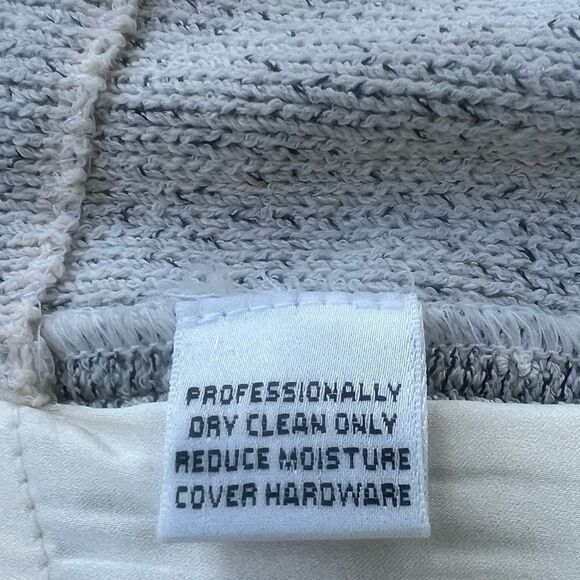 PROFESSIONALLY
DRY CLEAN ONLY
REDUCE MOISTURE
COVER HARDWARE